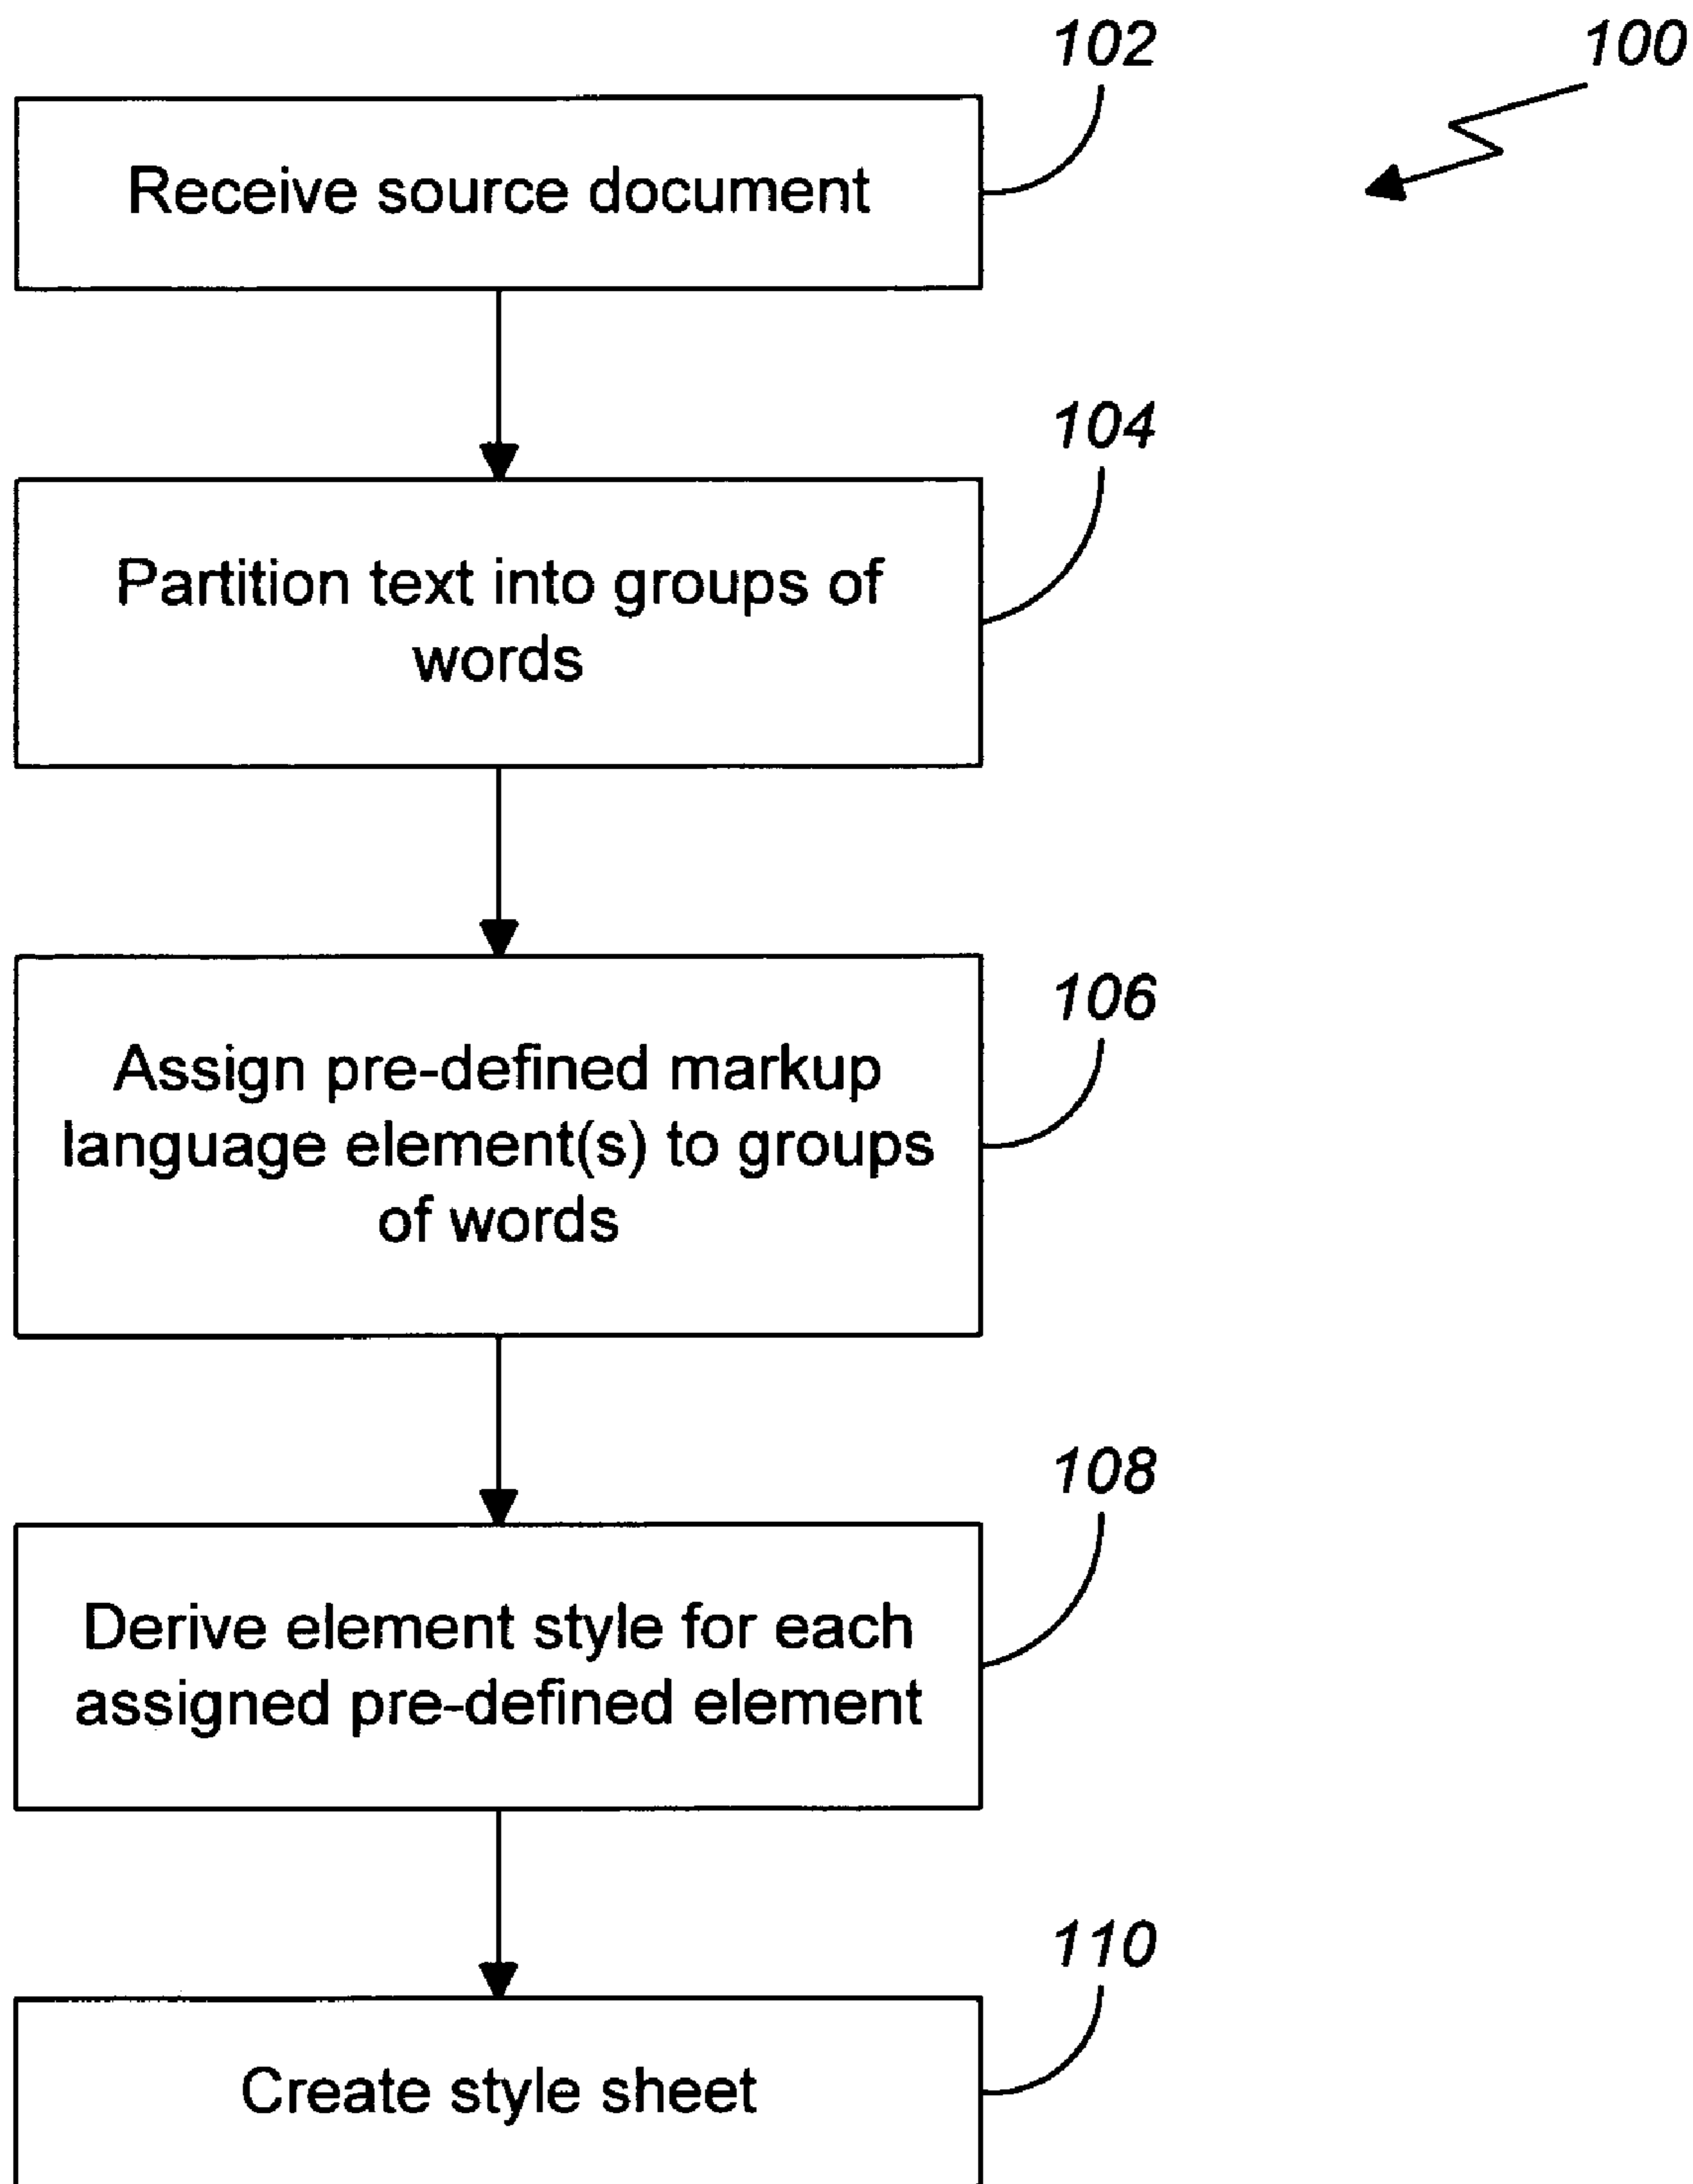 102
100
Receive source document
104
Partition text into groups of
words
106
Assign pre-defined markup
language element(s) to groups
of words
108
Derive element style for each
assigned pre-defined element
110
Create style sheet